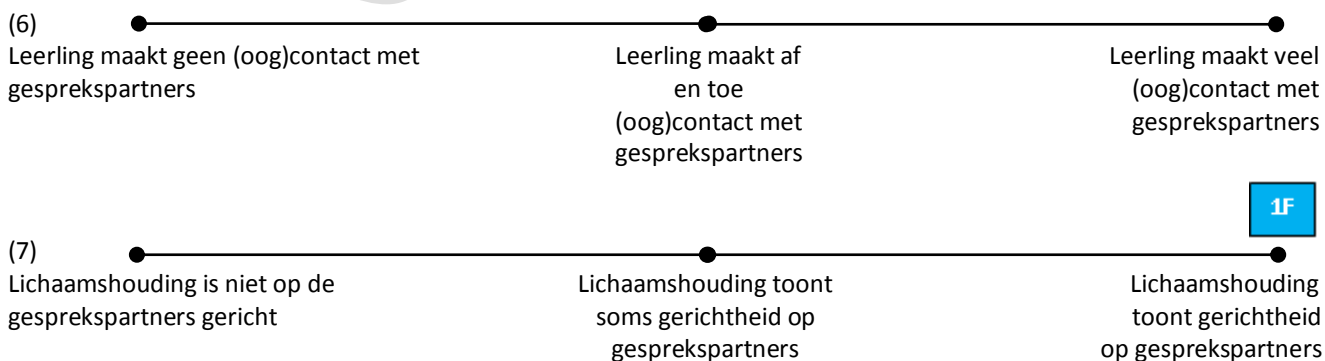 (6)
Leerling maakt geen (oog)contact met
gesprekspartners
Leerling maakt af
en toe
(oog)contact met
gesprekspartners
Leerling maakt veel
(oog)contact met
gesprekspartners
1F
(7)
Lichaamshouding is niet op de
gesprekspartners gericht
Lichaamshouding toont
soms gerichtheid op
gesprekspartners
Lichaamshouding
toont gerichtheid
op gesprekspartners